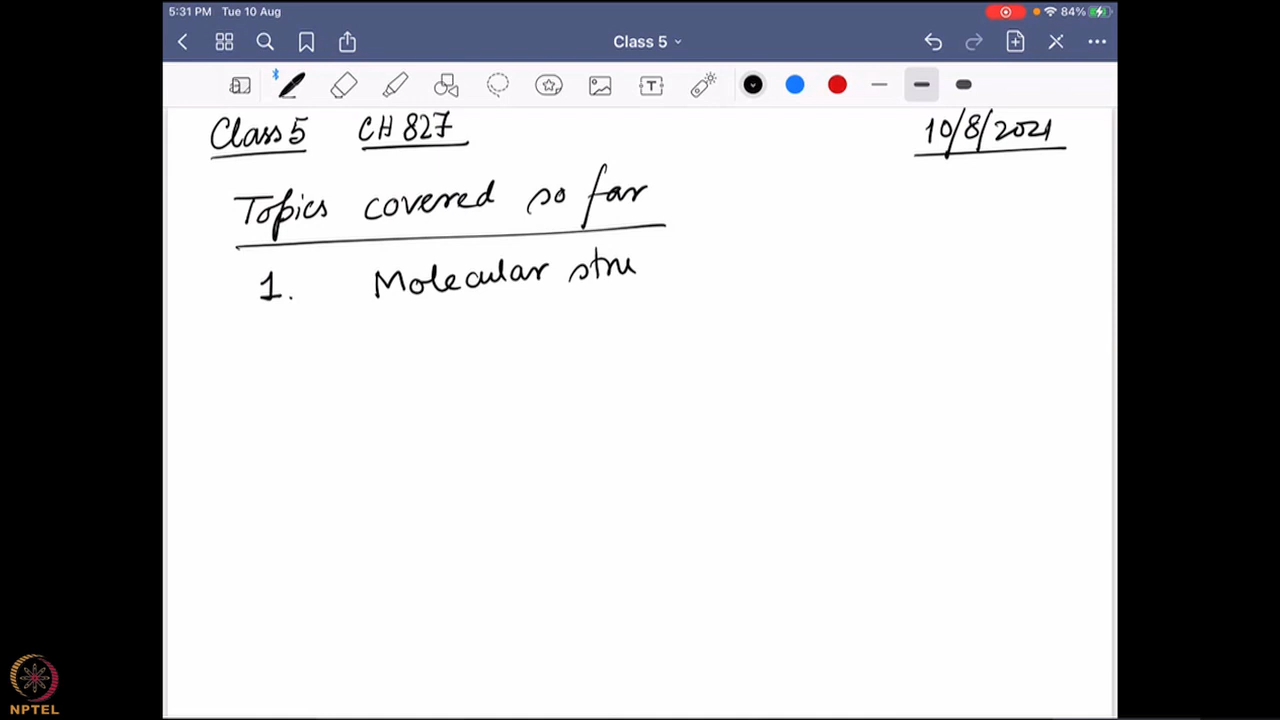 5:31 PM Tue 10 Aug 84%
Class 5
T
Class 5 CH 827 10/8/2021
Topics covered so far
1. Molecular stru
NPTEL